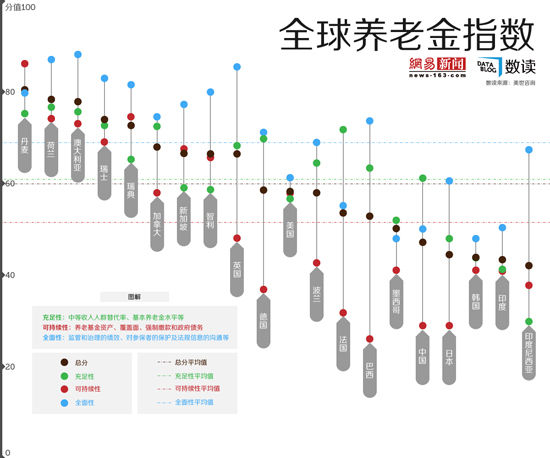 分值100
全球养老金指数
網易 新闻
news·163·com
DATA BLOG 数读
数读来源：美世咨询
80
60
40
20
0
丹麦
荷兰
澳大利亚
瑞士
瑞典
加拿大
新加坡
智利
英国
德国
美国
波兰
法国
巴西
墨西哥
中国
日本
韩国
印度
印度尼西亚
图解
充足性：中等收入人群替代率、基本养老金水平等
可持续性：养老基金资产、覆盖面、强制缴款和政府债务
全面性：监管和治理的绩效、对参保者的保护及法规信息的沟通等
总分
充足性
可持续性
全面性
总分平均值
充足性平均值
可持续性平均值
全面性平均值